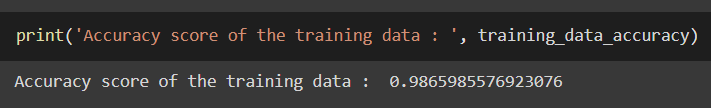 print('Accuracy score of the training data : ', training_data_accuracy)
Accuracy score of the training data :  0.9865985576923076